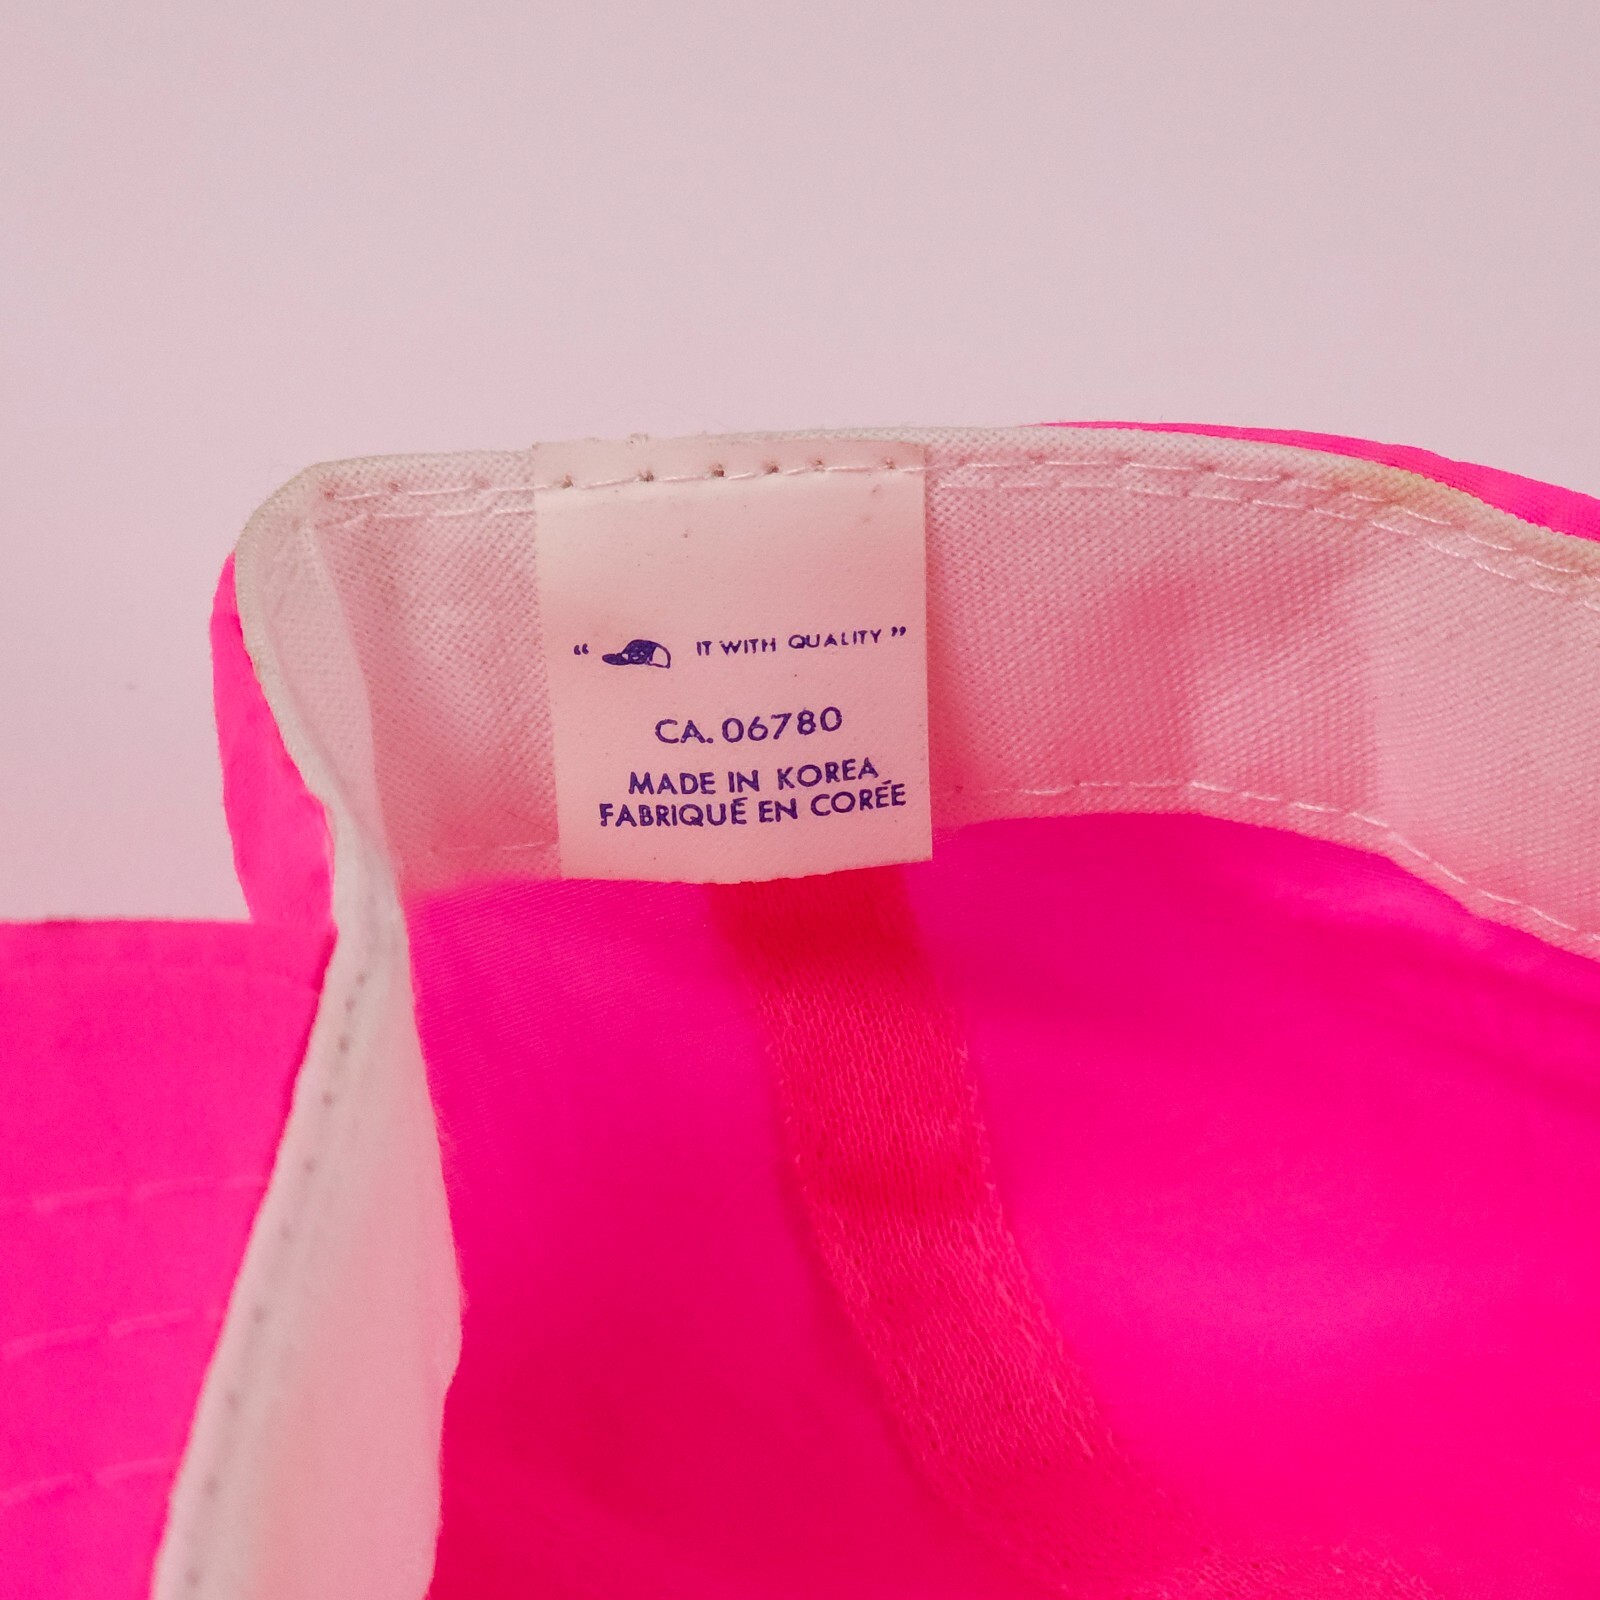 “ IT WITH QUALITY ”
CA. 06780
MADE IN KOREA
FABRIQUÉ EN CORÉE